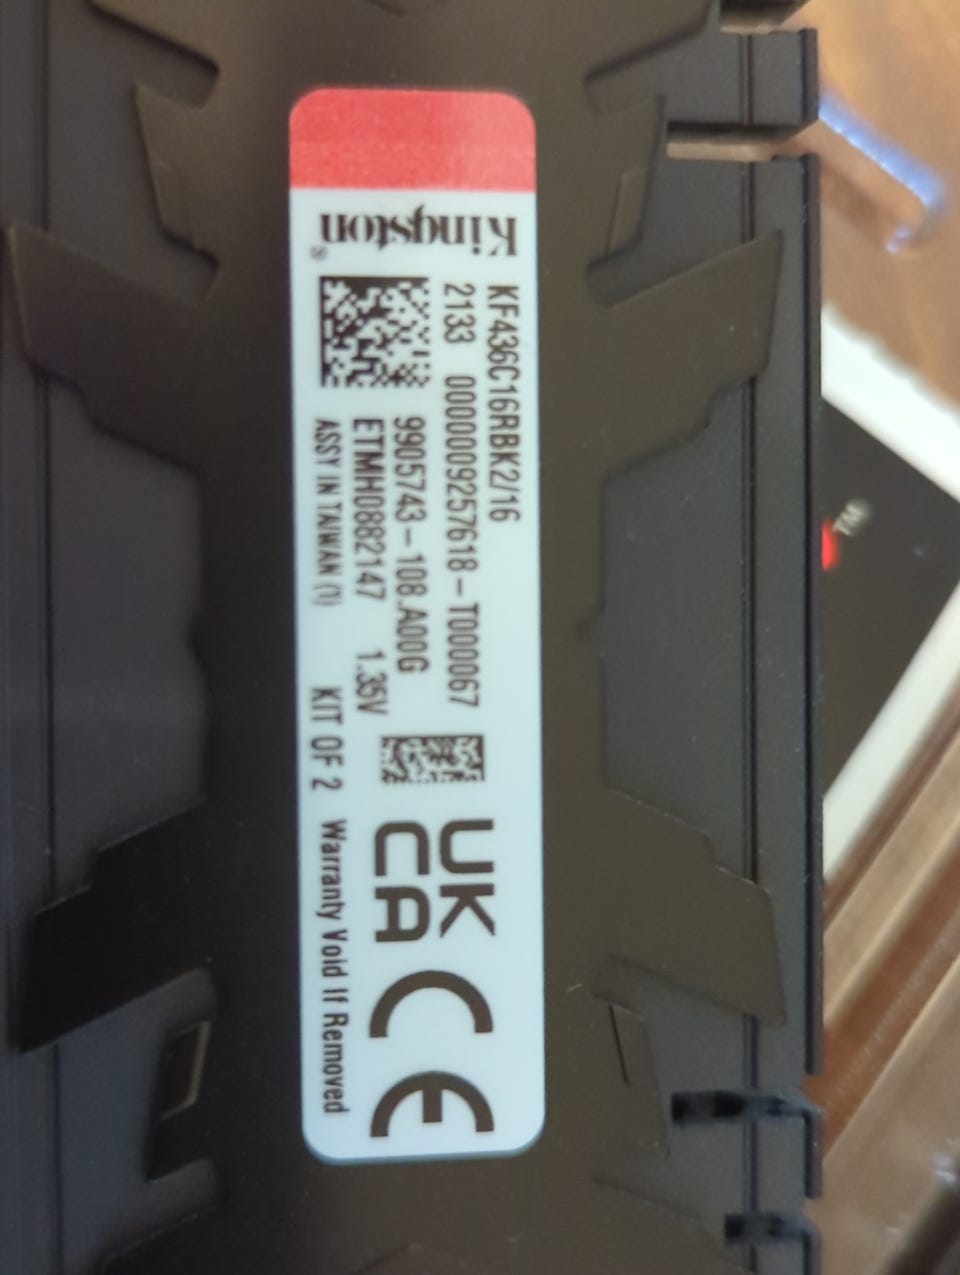 Kingston®
KF436C16RBK2/16
2133 0000009257618-T000067
9905743-108.A00G
ETMH0882147 1.35V
ASSY IN TAIWAN (1) KIT OF 2 Warranty Void If Removed
UK
CA
CE
TM